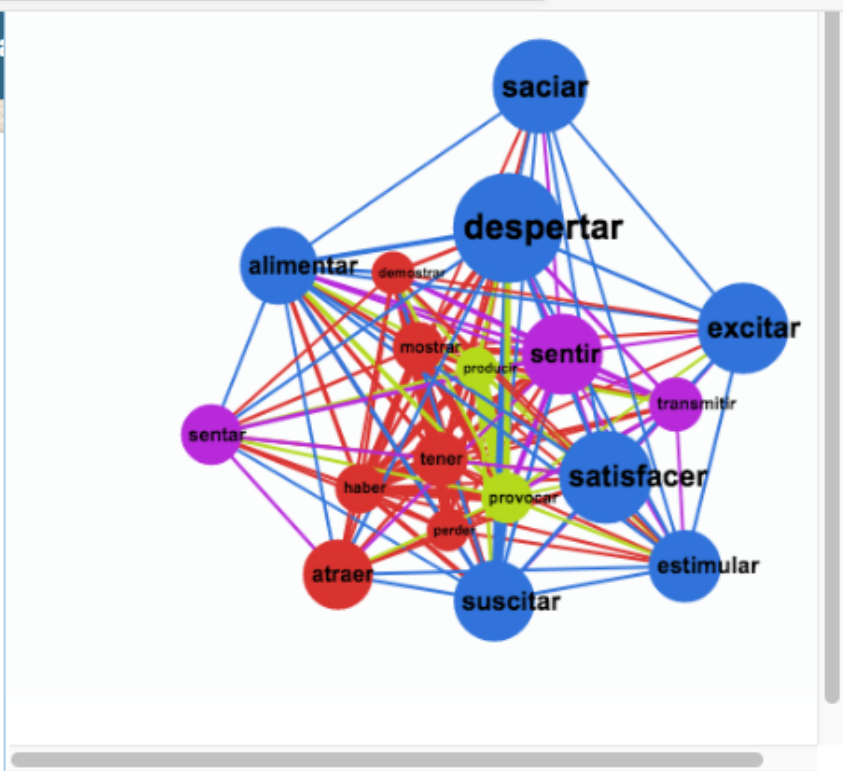 saciar
despertar
alimentar
demostrar
excitar
mostrar
sentir
producir
transmitir
sentar
tener
satisfacer
haber
provocar
perder
estimular
atraer
suscitar